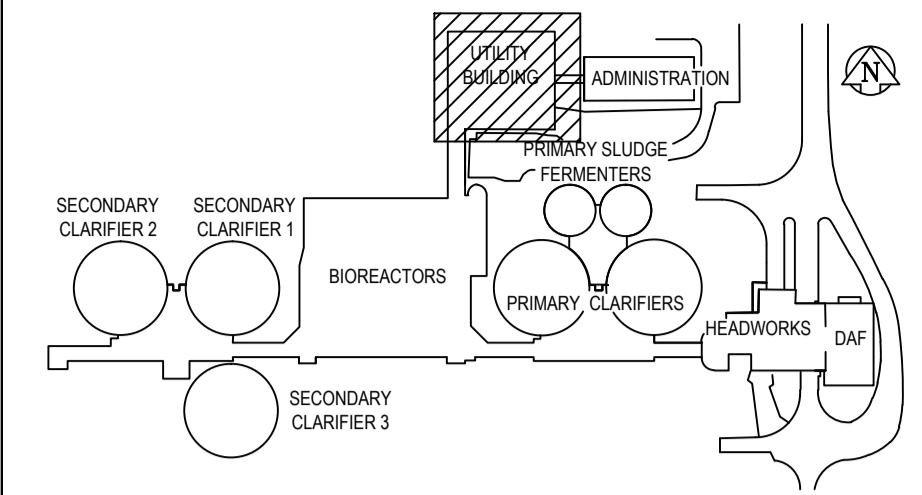 UTILITY
BUILDING
ADMINISTRATION
N
PRIMARY SLUDGE
FERMENTERS
SECONDARY
CLARIFIER 2
SECONDARY
CLARIFIER 1
BIOREACTORS
PRIMARY CLARIFIERS
HEADWORKS
DAF
SECONDARY
CLARIFIER 3